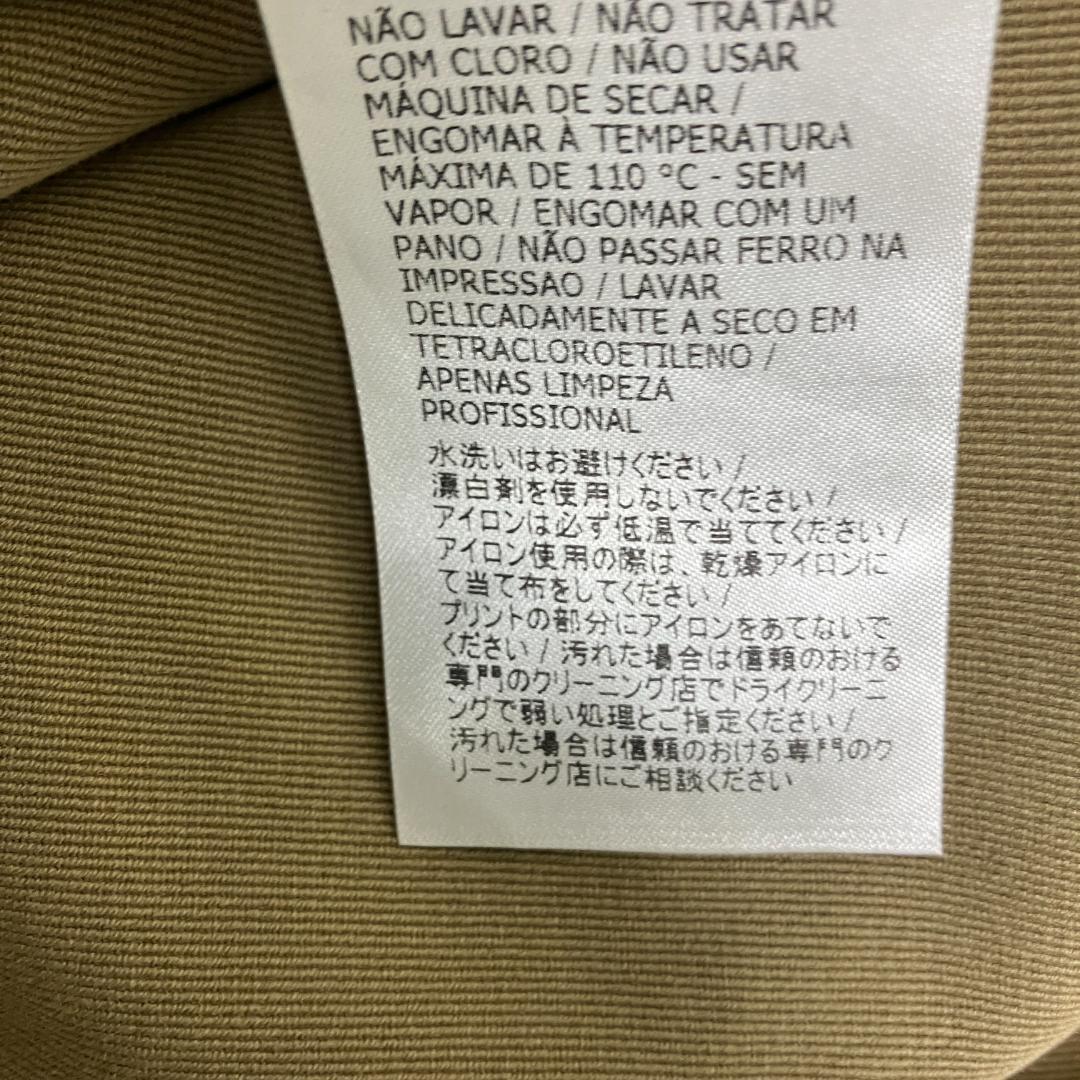 NÃO LAVAR / NÃO TRATAR
COM CLORO / NÃO USAR
MÁQUINA DE SECAR /
ENGOMAR À TEMPERATURA
MÁXIMA DE 110 °C - SEM
VAPOR / ENGOMAR COM UM
PANO / NÃO PASSAR FERRO NA
IMPRESSAO / LAVAR
DELICADAMENTE A SECO EM
TETRACLOROETILENO /
APENAS LIMPEZA
PROFISSIONAL
水洗いはお避けください /
漂白剤を使用しないでください /
アイロンは必ず低温で当ててください /
アイロン使用の際は、乾燥アイロンに
て当て布をしてください /
プリントの部分にアイロンをあてないで
ください / 汚れた場合は信頼のおける
専門のクリーニング店でドライクリーニ
ングで弱い処理とご指定ください /
汚れた場合は信頼のおける専門のク
リーニング店にご相談ください